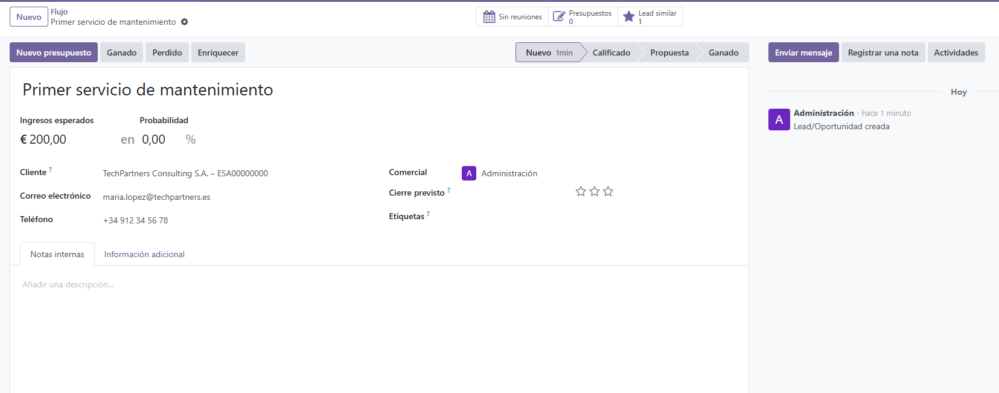 Nuevo
Flujo
Primer servicio de mantenimiento
Sin reuniones
Presupuestos
0
Lead similar
1
Nuevo presupuesto
Ganado
Perdido
Enriquecer
Nuevo 1min
Calificado
Propuesta
Ganado
Enviar mensaje
Registrar una nota
Actividades
Primer servicio de mantenimiento
Ingresos esperados
Probabilidad
€ 200,00
en 0,00 %
Cliente ?
TechPartners Consulting S.A. – ESA00000000
Correo electrónico
maria.lopez@techpartners.es
Teléfono
+34 912 34 56 78
Comercial
A Administración
Cierre previsto ?
Etiquetas ?
Notas internas
Información adicional
Añadir una descripción...
Hoy
A
Administración - hace 1 minuto
Lead/Oportunidad creada